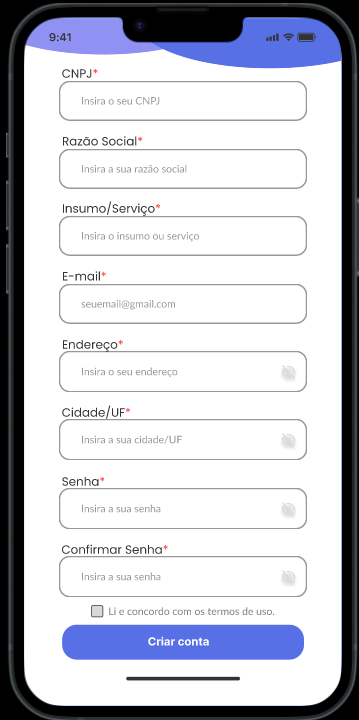 9:41
CNPJ*
Insira o seu CNPJ
Razão Social*
Insira a sua razão social
Insumo/Serviço*
Insira o insumo ou serviço
E-mail*
seuemail@gmail.com
Endereço*
Insira o seu endereço
Cidade/UF*
Insira a sua cidade/UF
Senha*
Insira a sua senha
Confirmar Senha*
Insira a sua senha
Li e concordo com os termos de uso.
Criar conta